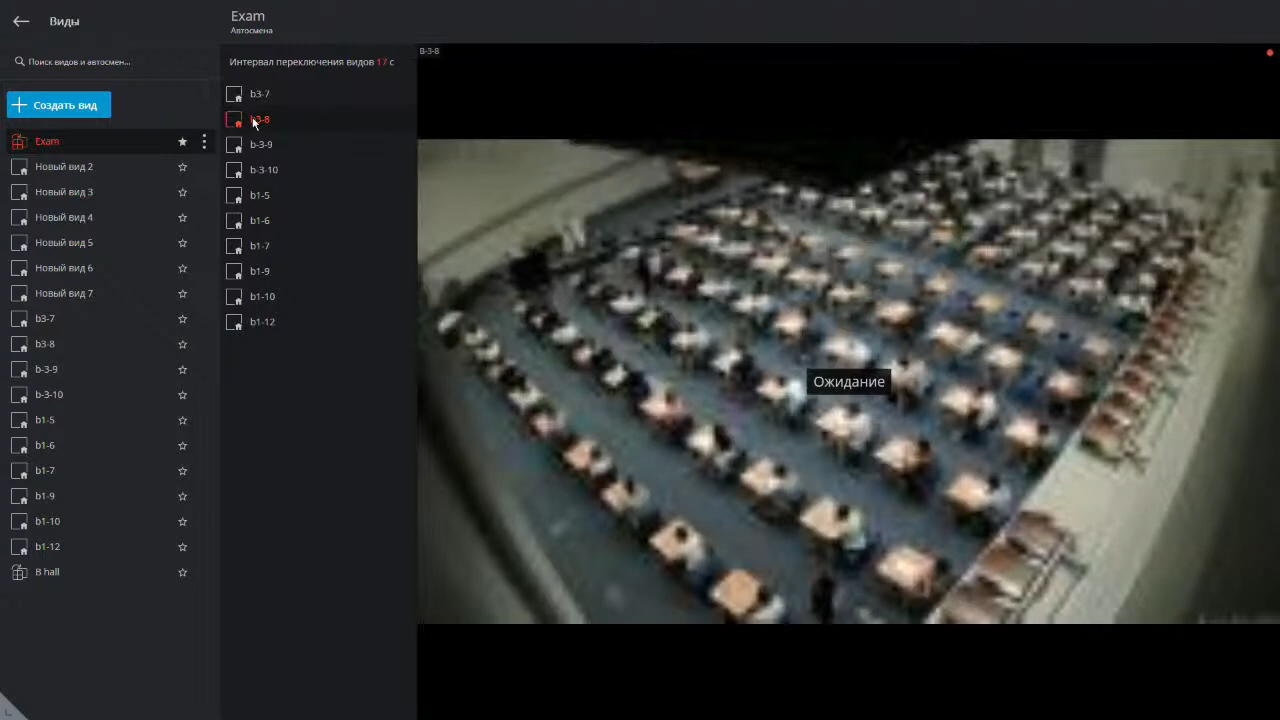 Виды
Exam
Автосмена
Поиск видов и автосмен...
Создать вид
Exam
Новый вид 2
Новый вид 3
Новый вид 4
Новый вид 5
Новый вид 6
Новый вид 7
b3-7
b3-8
b-3-9
b-3-10
b1-5
b1-6
b1-7
b1-9
b1-10
b1-12
B hall
Интервал переключения видов 17 с
b3-7
b3-8
b-3-9
b-3-10
b1-5
b1-6
b1-7
b1-9
b1-10
b1-12
B-3-8
Ожидание